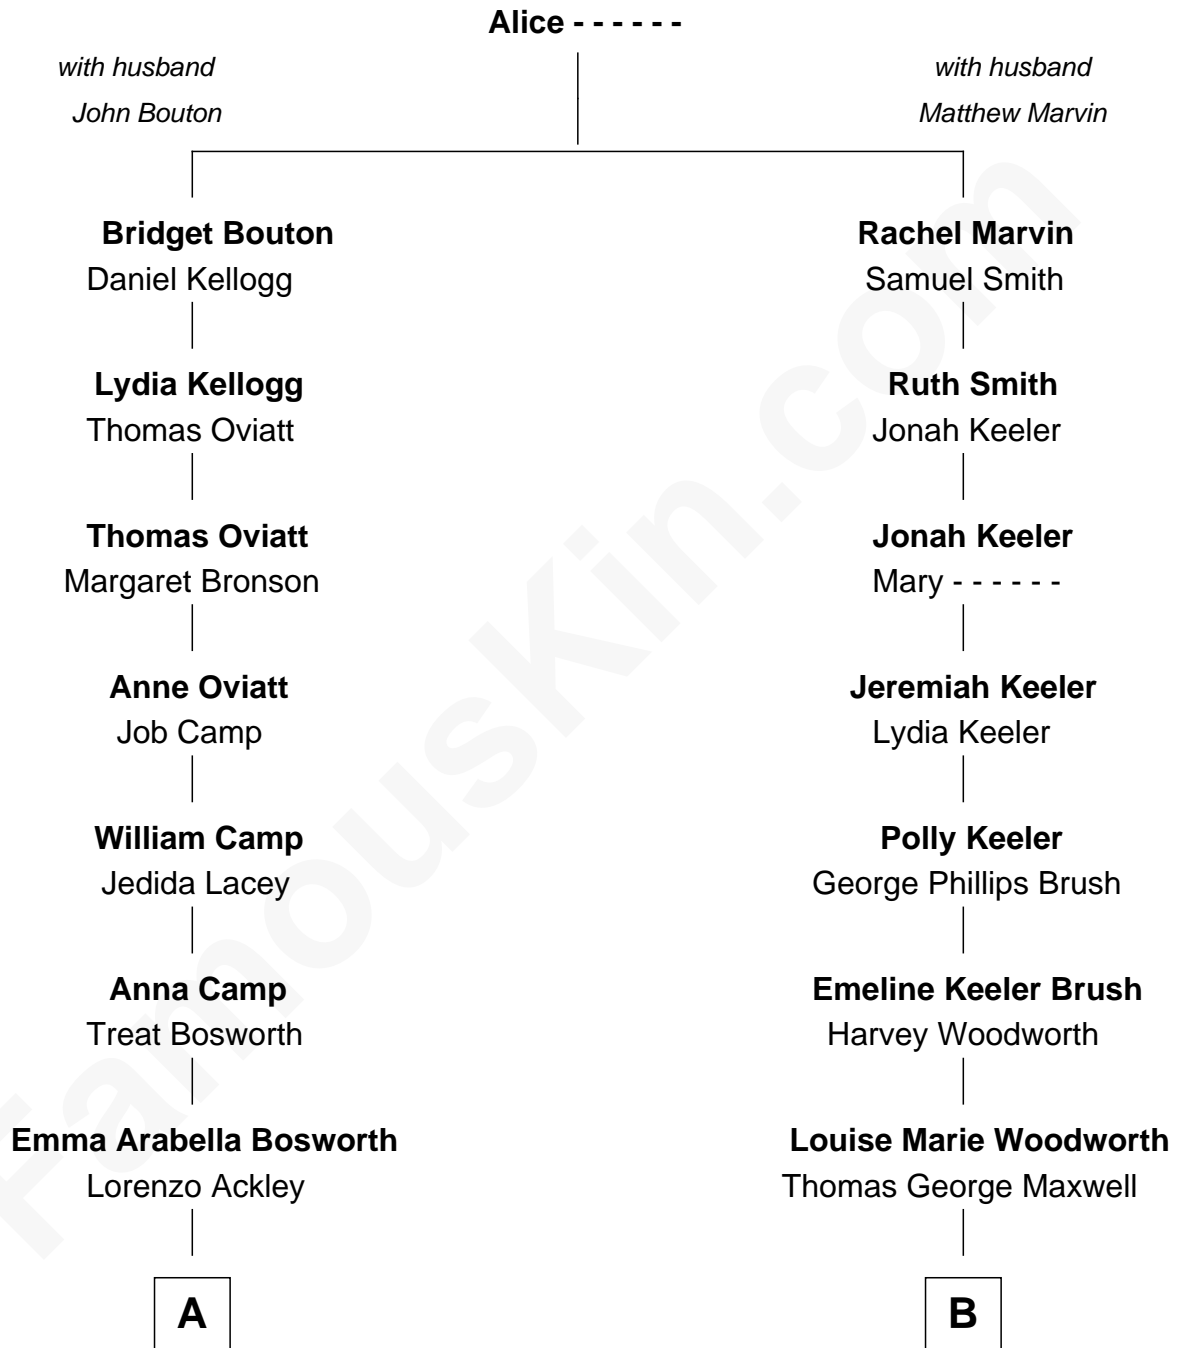 Alice - - - - - -
with husband
John Bouton
with husband
Matthew Marvin
Bridget Bouton
Daniel Kellogg
Rachel Marvin
Samuel Smith
Lydia Kellogg
Thomas Oviatt
Ruth Smith
Jonah Keeler
Thomas Oviatt
Margaret Bronson
Jonah Keeler
Mary - - - - - -
Anne Oviatt
Job Camp
Jeremiah Keeler
Lydia Keeler
William Camp
Jedida Lacey
Polly Keeler
George Phillips Brush
Anna Camp
Treat Bosworth
Emeline Keeler Brush
Harvey Woodworth
Emma Arabella Bosworth
Lorenzo Ackley
Louise Marie Woodworth
Thomas George Maxwell
A
B
FamousKin.com